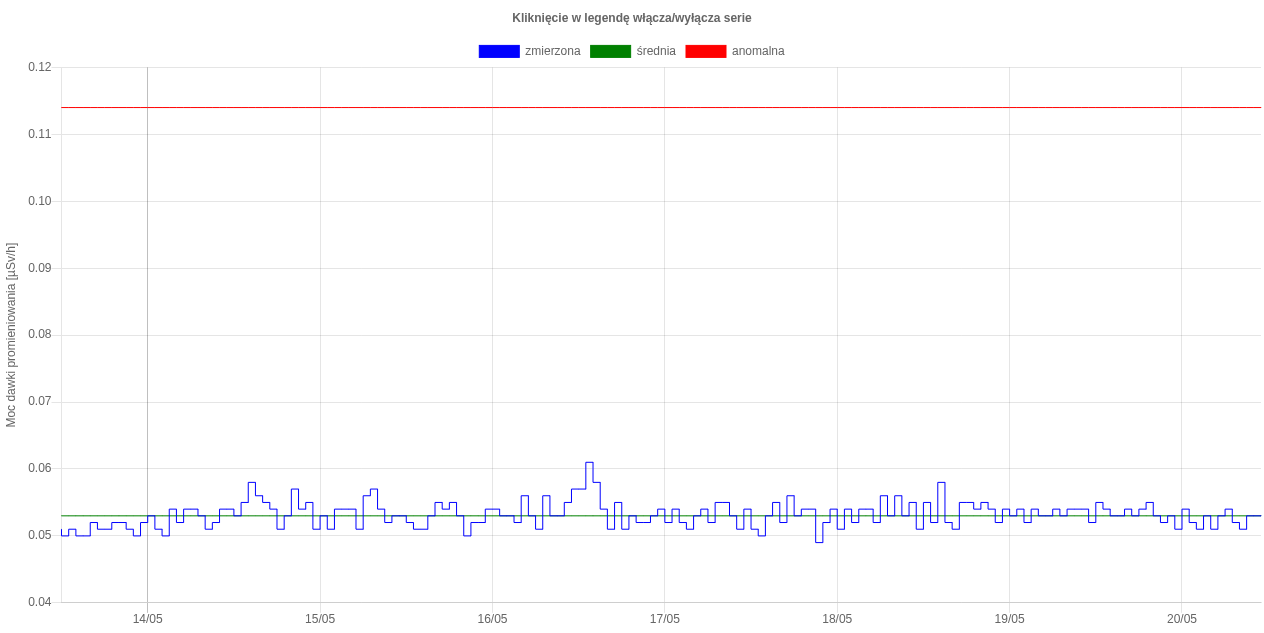 Kliknięcie w legendę włącza/wyłącza serie
zmierzona średnia anomalna
Moc dawki promieniowania [µSv/h]
0.12
0.11
0.10
0.09
0.08
0.07
0.06
0.05
0.04
14/05 15/05 16/05 17/05 18/05 19/05 20/05